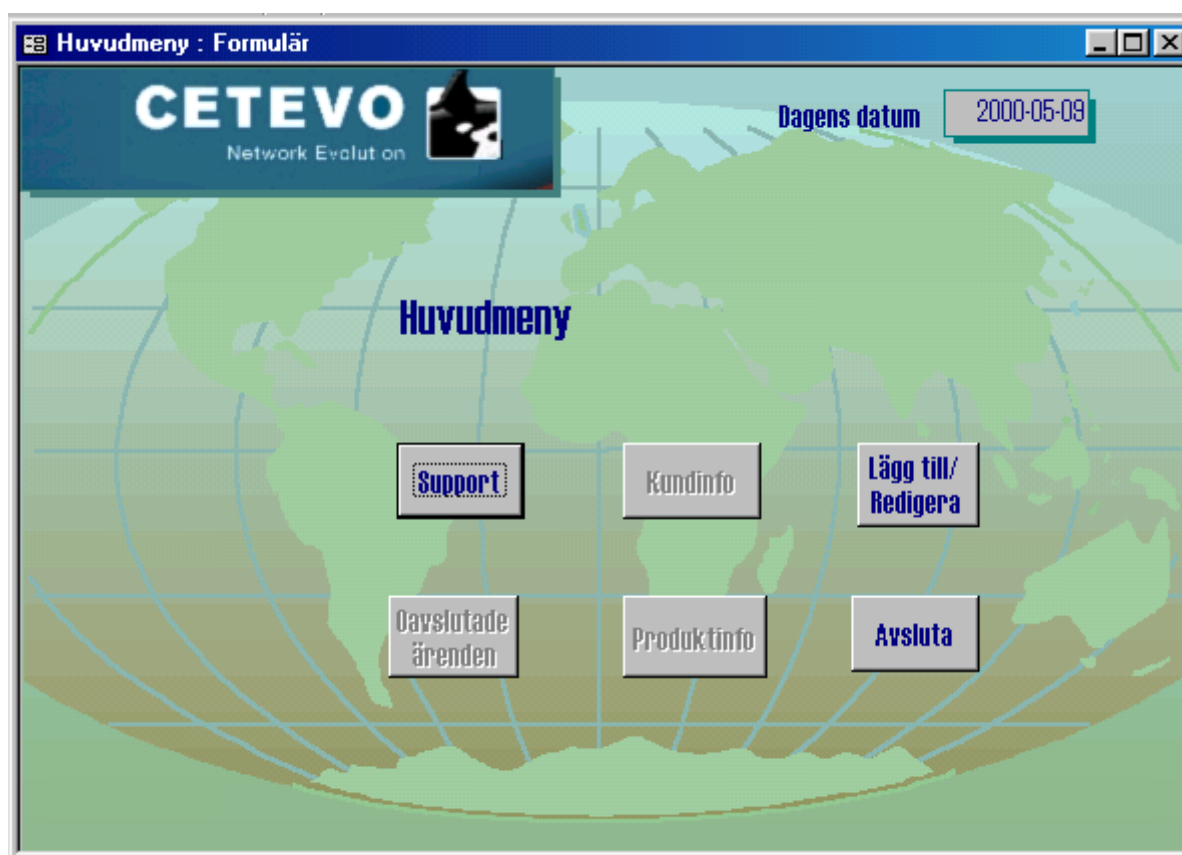 Huvudmeny : Formulär
CETEVO
Network Evolution
Dagens datum 2000-05-09
Huvudmeny
Support
Kundinfo
Lägg till/
Redigera
Oavslutade
ärenden
Produktinfo
Avsluta